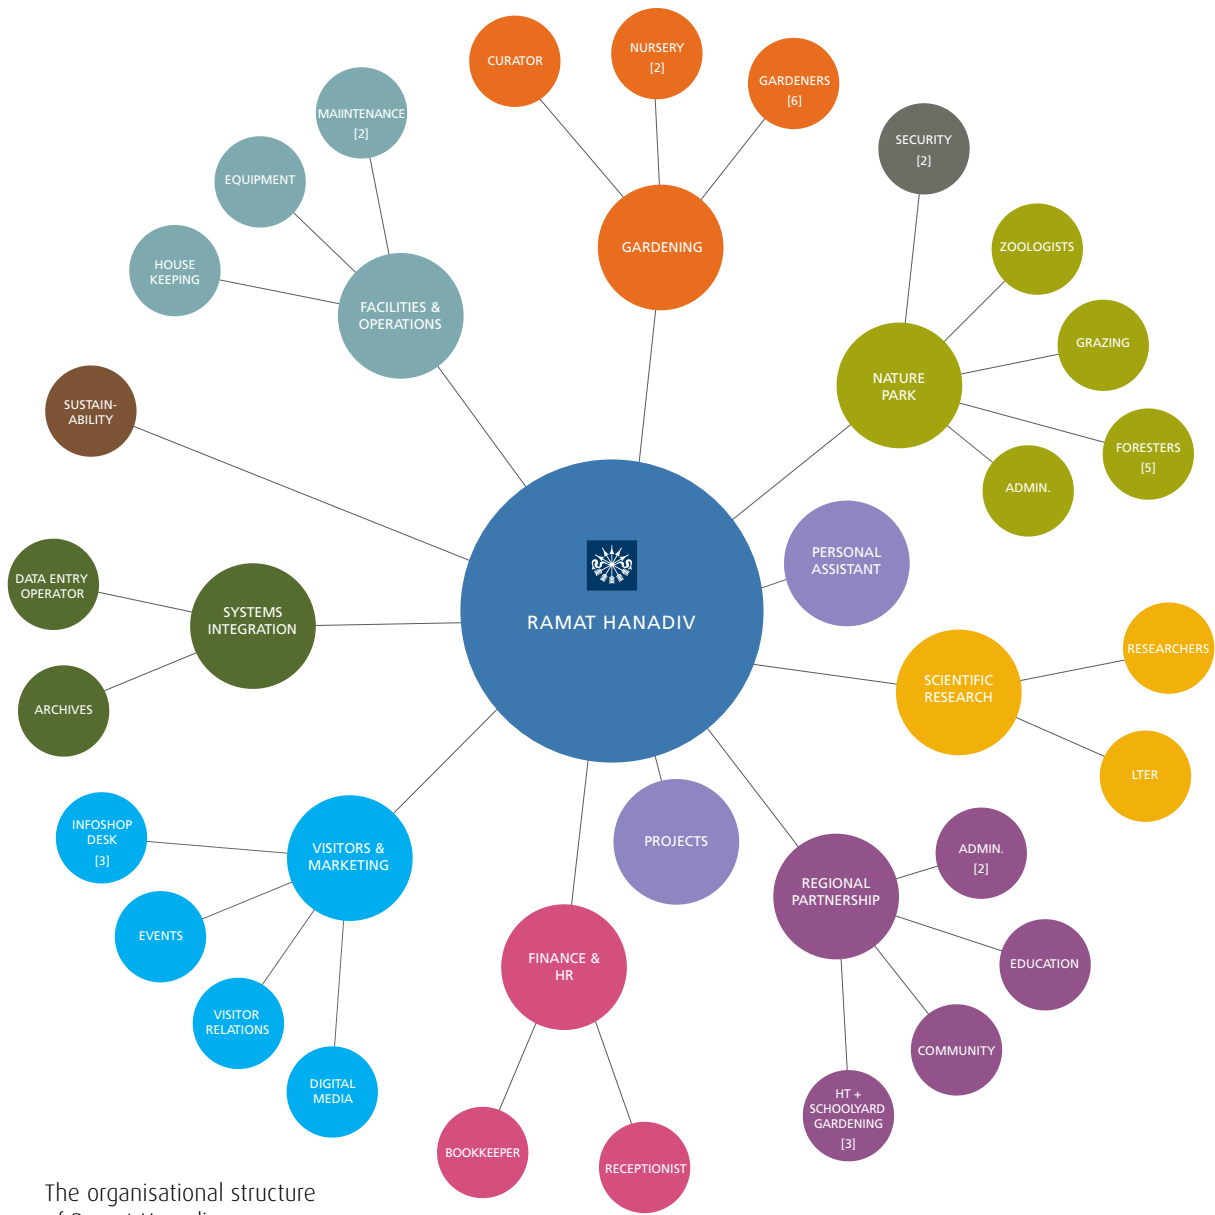 CURATOR
NURSERY
[2]
GARDENERS
[6]
GARDENING
MAIINTENANCE
[2]
EQUIPMENT
HOUSE
KEEPING
FACILITIES &
OPERATIONS
SECURITY
[2]
ZOOLOGISTS
GRAZING
FORESTERS
[5]
ADMIN.
NATURE
PARK
SUSTAIN-
ABILITY
PERSONAL
ASSISTANT
RAMAT HANADIV
DATA ENTRY
OPERATOR
ARCHIVES
SYSTEMS
INTEGRATION
SCIENTIFIC
RESEARCH
RESEARCHERS
LTER
INFOSHOP
DESK
[3]
EVENTS
VISITOR
RELATIONS
DIGITAL
MEDIA
VISITORS &
MARKETING
PROJECTS
REGIONAL
PARTNERSHIP
ADMIN.
[2]
EDUCATION
COMMUNITY
HT +
SCHOOLYARD
GARDENING
[3]
FINANCE &
HR
BOOKKEEPER
RECEPTIONIST
The organisational structure